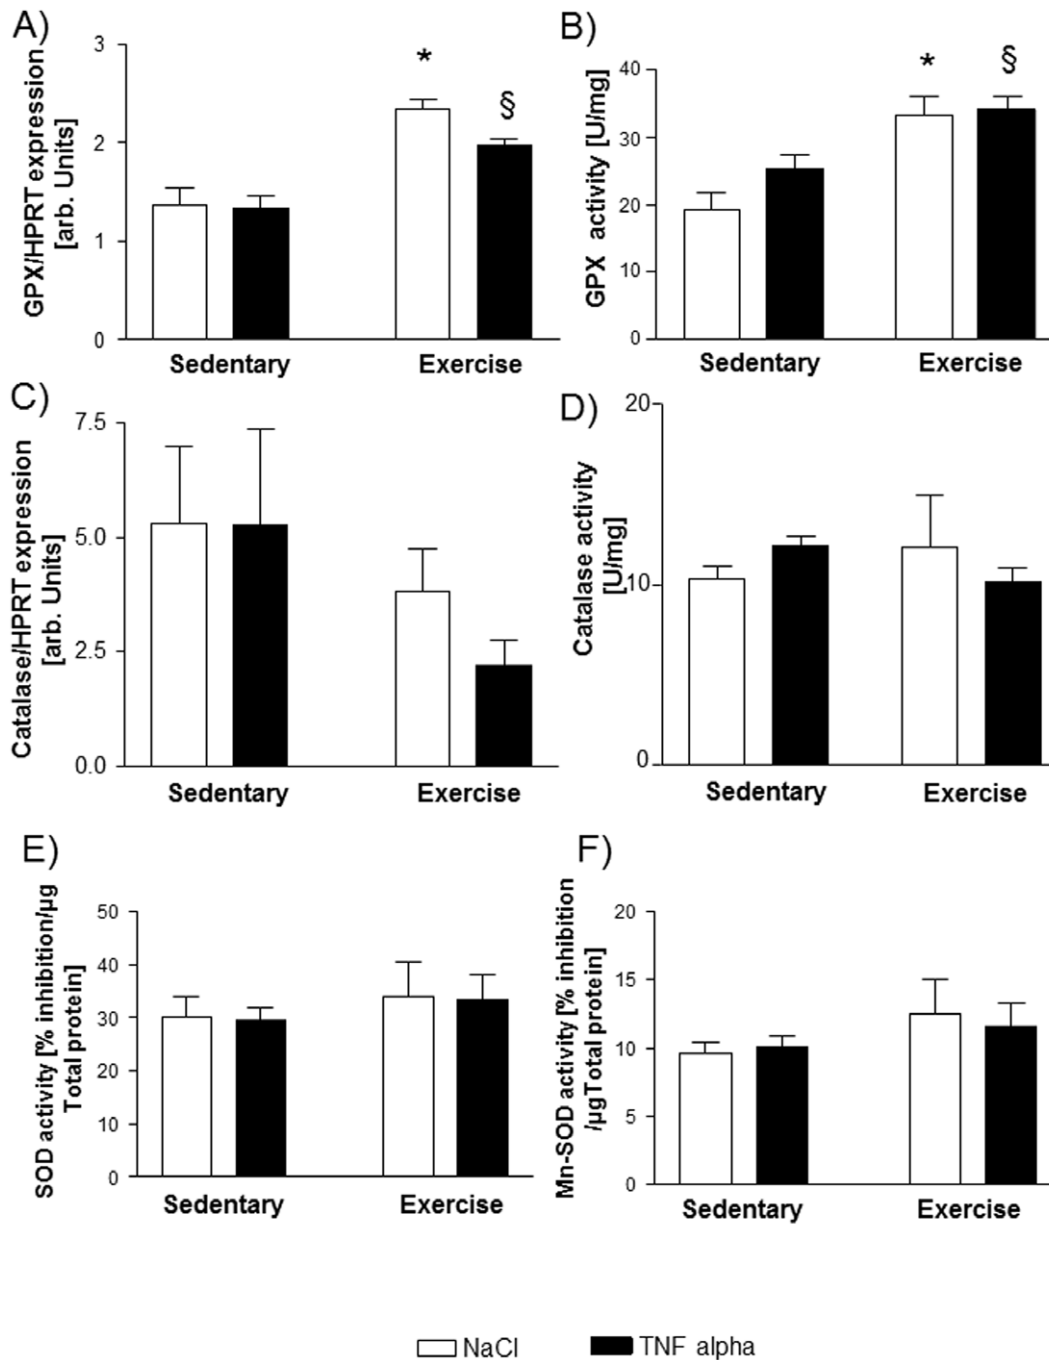 A)
GPX/HPRT expression
[arb. Units]
3
2
1
0
*
§
Sedentary
Exercise
B)
GPX activity [U/mg]
40
30
20
10
0
*
§
Sedentary
Exercise
C)
Catalase/HPRT expression
[arb. Units]
7.5
5.0
2.5
0.0
Sedentary
Exercise
D)
Catalase activity
[U/mg]
20
10
0
Sedentary
Exercise
E)
SOD activity [% inhibition/µg
Total protein]
50
40
30
20
10
0
Sedentary
Exercise
F)
Mn-SOD activity [% inhibition
/µgTotal protein]
20
15
10
5
0
Sedentary
Exercise
NaCl
TNF alpha